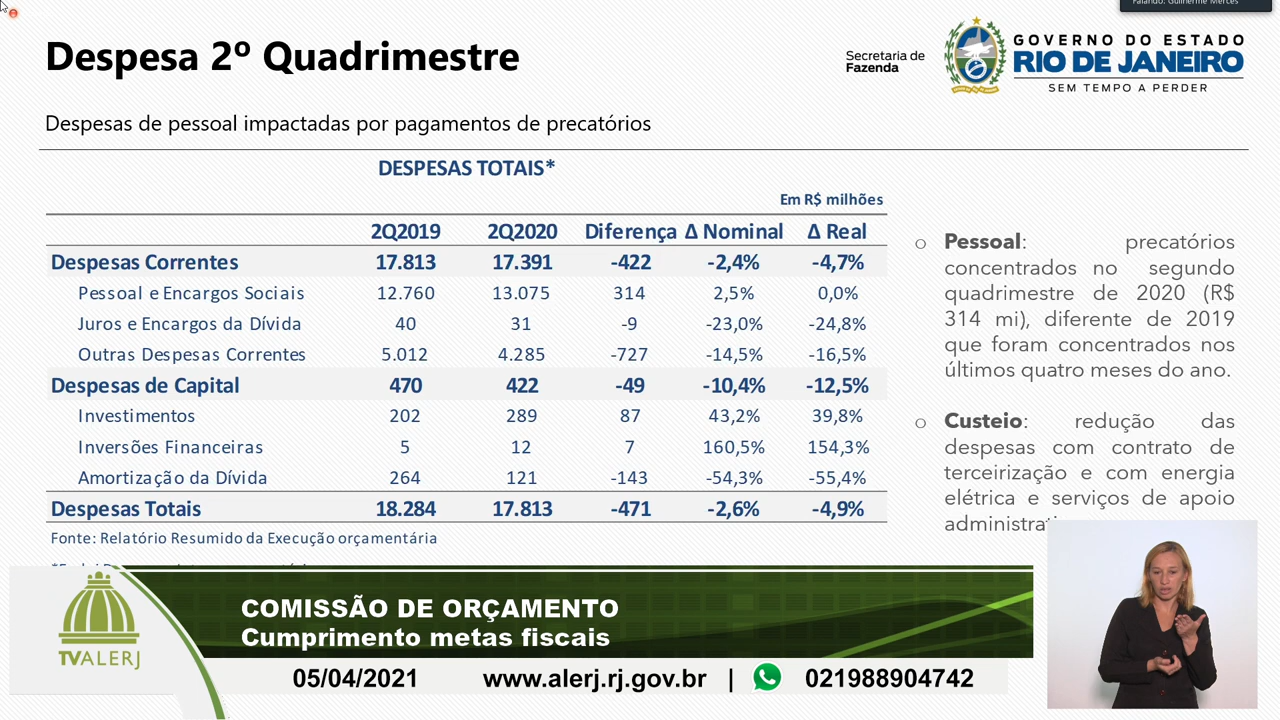 Falando: Guilherme Mercês
Despesa 2º Quadrimestre
Secretaria de
Fazenda
GOVERNO DO ESTADO
RIO DE JANEIRO
SEM TEMPO A PERDER
Despesas de pessoal impactadas por pagamentos de precatórios
DESPESAS TOTAIS*
Em R$ milhões
2Q2019 2Q2020 Diferença Δ Nominal Δ Real
Despesas Correntes 17.813 17.391 -422 -2,4% -4,7%
Pessoal e Encargos Sociais 12.760 13.075 314 2,5% 0,0%
Juros e Encargos da Dívida 40 31 -9 -23,0% -24,8%
Outras Despesas Correntes 5.012 4.285 -727 -14,5% -16,5%
Despesas de Capital 470 422 -49 -10,4% -12,5%
Investimentos 202 289 87 43,2% 39,8%
Inversões Financeiras 5 12 7 160,5% 154,3%
Amortização da Dívida 264 121 -143 -54,3% -55,4%
Despesas Totais 18.284 17.813 -471 -2,6% -4,9%
Fonte: Relatório Resumido da Execução orçamentária
o Pessoal: precatórios
concentrados no segundo
quadrimestre de 2020 (R$
314 mi), diferente de 2019
que foram concentrados nos
últimos quatro meses do ano.
o Custeio: redução das
despesas com contrato de
terceirização e com energia
elétrica e serviços de apoio
COMISSÃO DE ORÇAMENTO
Cumprimento metas fiscais
TVALERJ
05/04/2021 www.alerj.rj.gov.br | 021988904742